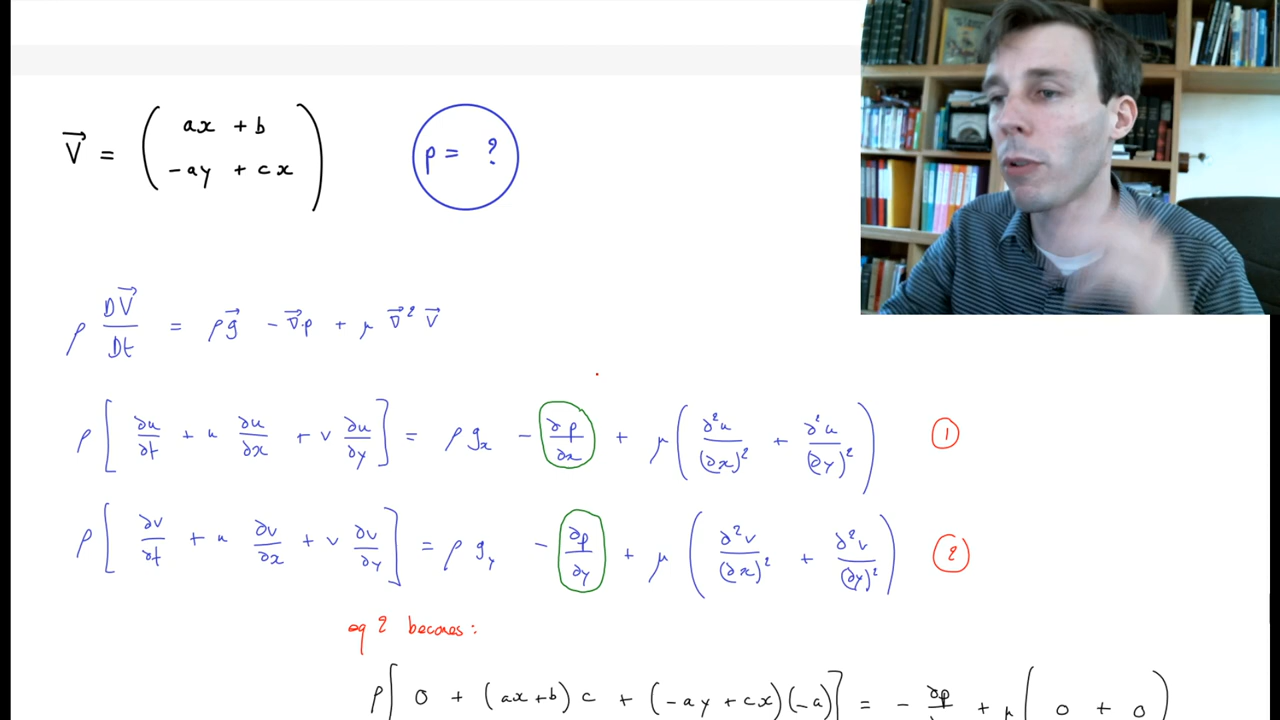 V⃗ = ( ax + b
-ay + cx )
p = ?
ρ DV⃗/Dt = ρg⃗ - ∇⃗p + μ ∇⃗² V⃗
ρ [ ∂u/∂t + u ∂u/∂x + v ∂u/∂y ] = ρ gₓ - ∂p/∂x + μ ( ∂²u/(∂x)² + ∂²u/(∂y)² ) ①
ρ [ ∂v/∂t + u ∂v/∂x + v ∂v/∂y ] = ρ g_y - ∂p/∂y + μ ( ∂²v/(∂x)² + ∂²v/(∂y)² ) ②
eq 2 becomes:
ρ [ 0 + (ax+b) c + (-ay + cx)(-a) ] = - ∂p + μ ( 0 + 0 )